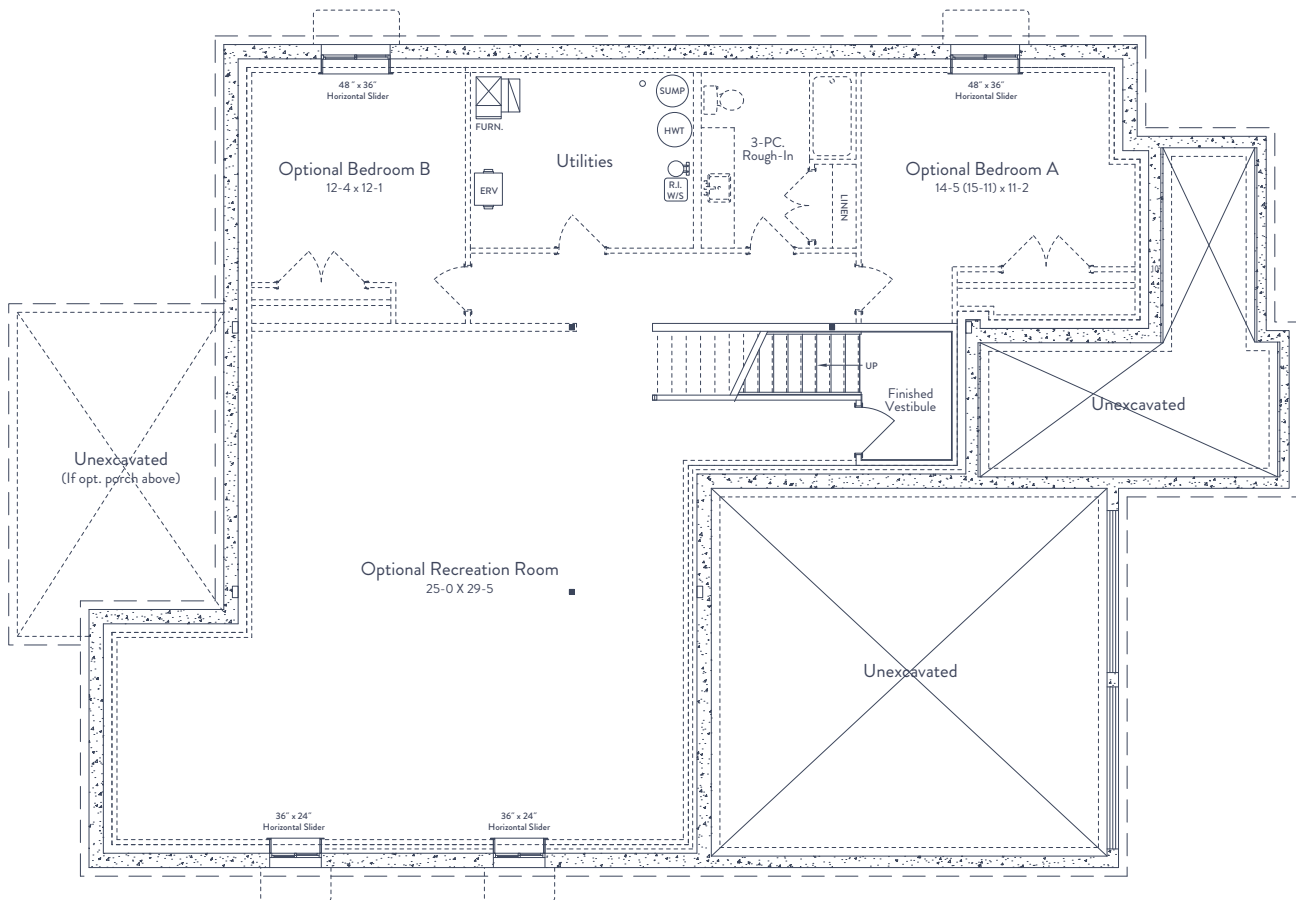 48" x 36"
Horizontal Slider
48" x 36"
Horizontal Slider
FURN.
SUMP
HWT
Utilities
3-PC.
Rough-In
Optional Bedroom B
12-4 x 12-1
ERV
R.I.
W/S
LINEN
Optional Bedroom A
14-5 (15-11) x 11-2
UP
Finished
Vestibule
Unexcavated
Unexcavated
(If opt. porch above)
Optional Recreation Room
25-0 X 29-5
Unexcavated
36" x 24"
Horizontal Slider
36" x 24"
Horizontal Slider